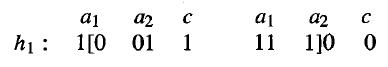 a₁ a₂ c a₁ a₂ c
h₁ : 1[0 01 1 11 1]0 0